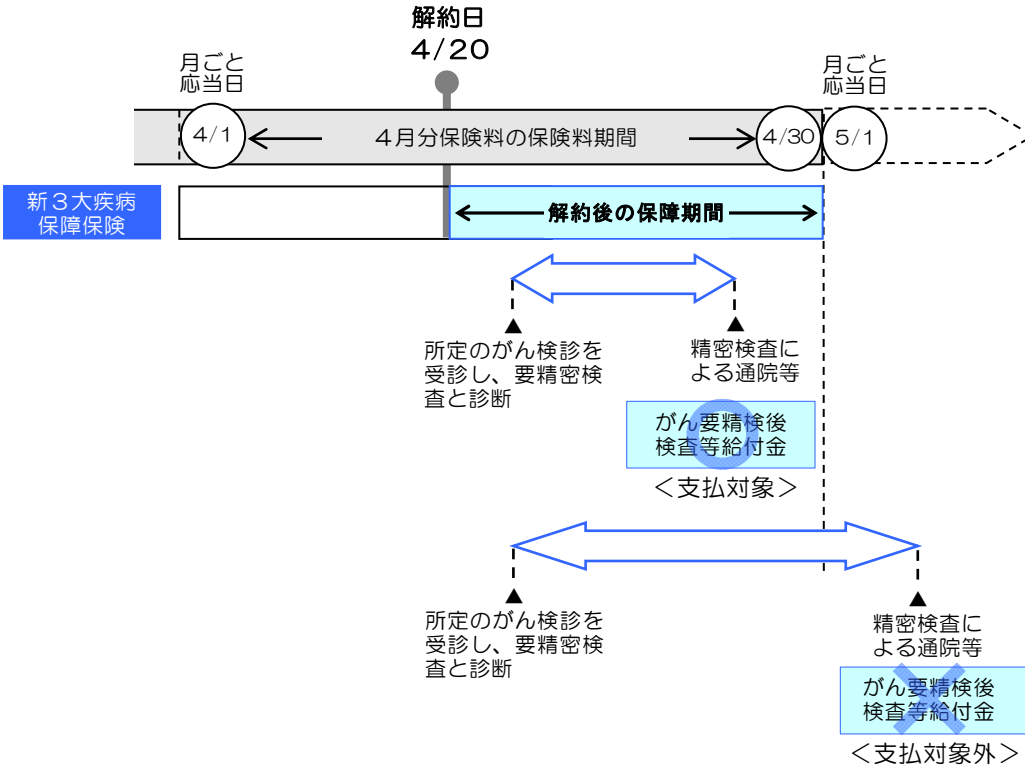 解約日
4/20
月ごと
応当日
月ごと
応当日
4/1
4月分保険料の保険料期間
4/30
5/1
新3大疾病
保障保険
解約後の保障期間
所定のがん検診を
受診し、要精密検
査と診断
精密検査に
よる通院等
がん要精検後
検査等給付金
＜支払対象＞
所定のがん検診を
受診し、要精密検
査と診断
精密検査に
よる通院等
がん要精検後
検査等給付金
＜支払対象外＞